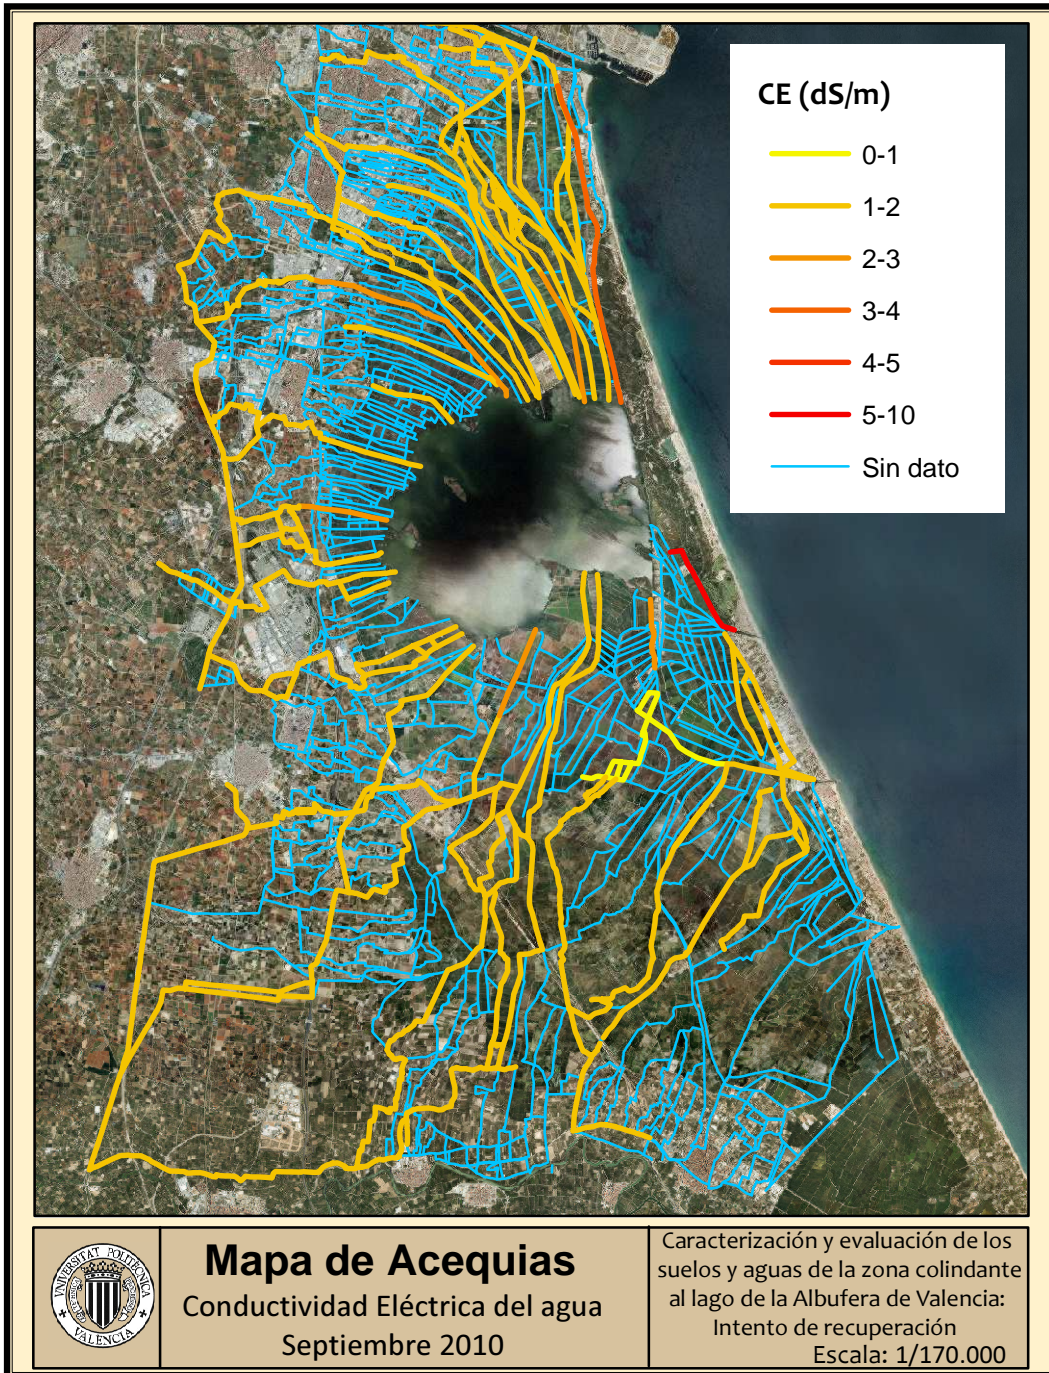 CE (dS/m)
0-1
1-2
2-3
3-4
4-5
5-10
Sin dato
UNIVERSITAT POLITÈCNICA
VALÈNCIA
Mapa de Acequias
Conductividad Eléctrica del agua
Septiembre 2010
Caracterización y evaluación de los
suelos y aguas de la zona colindante
al lago de la Albufera de Valencia:
Intento de recuperación
Escala: 1/170.000